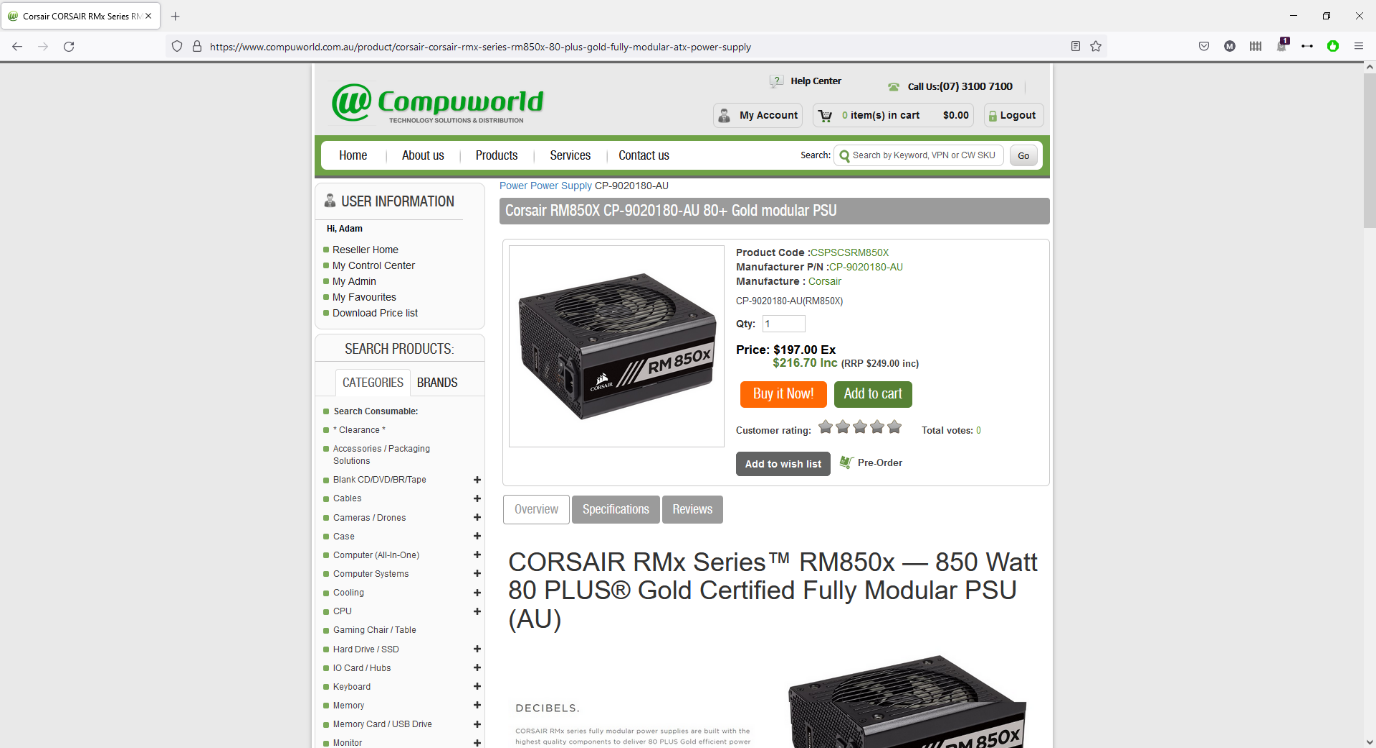 Corsair CORSAIR RMx Series RM
https://www.compuworld.com.au/product/corsair-corsair-rmx-series-rm850x-80-plus-gold-fully-modular-atx-power-supply
M
1
Compuworld
TECHNOLOGY SOLUTIONS & DISTRIBUTION
? Help Center
Call Us:(07) 3100 7100
My Account
0 item(s) in cart $0.00
Logout
Home
About us
Products
Services
Contact us
Search: Search by Keyword, VPN or CW SKU Go
USER INFORMATION
Hi, Adam
Reseller Home
My Control Center
My Admin
My Favourites
Download Price list
SEARCH PRODUCTS:
CATEGORIES BRANDS
Search Consumable:
* Clearance *
Accessories / Packaging
Solutions
Blank CD/DVD/BR/Tape
Cables
Cameras / Drones
Case
Computer (All-In-One)
Computer Systems
Cooling
CPU
Gaming Chair / Table
Hard Drive / SSD
IO Card / Hubs
Keyboard
Memory
Memory Card / USB Drive
Monitor
Power Power Supply CP-9020180-AU
Corsair RM850X CP-9020180-AU 80+ Gold modular PSU
CORSAIR
RM 850x
Product Code :CSPSCSRM850X
Manufacturer P/N :CP-9020180-AU
Manufacture : Corsair
CP-9020180-AU(RM850X)
Qty: 1
Price: $197.00 Ex
$216.70 Inc (RRP $249.00 inc)
Buy it Now! Add to cart
Customer rating: Total votes: 0
Add to wish list Pre-Order
Overview Specifications Reviews
CORSAIR RMx Series™ RM850x — 850 Watt
80 PLUS® Gold Certified Fully Modular PSU
(AU)
DECIBELS.
CORSAIR RMx series fully modular power supplies are built with the
highest quality components to deliver 80 PLUS Gold efficient power
RM 850x